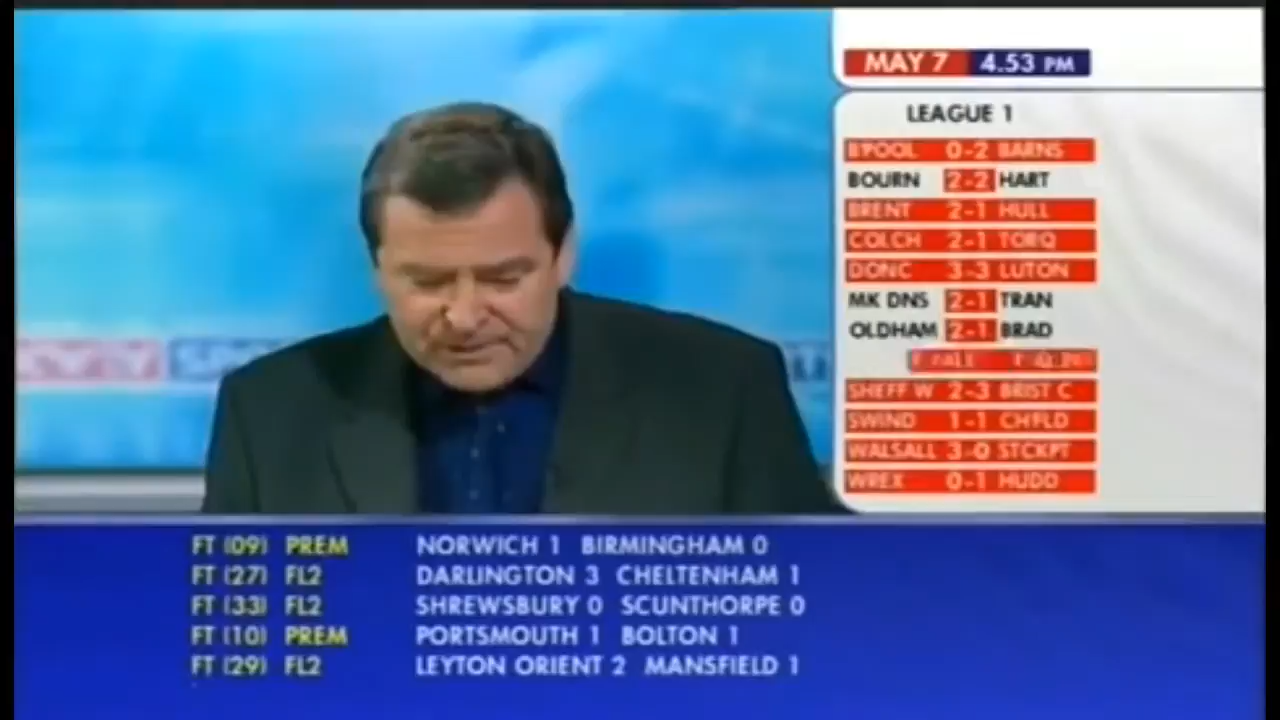 MAY 7 4.53 PM
LEAGUE 1
B'POOL 0-2 BARNS
BOURN 2-2 HART
BRENT 2-1 HULL
COLCH 2-1 TORQ
DONC 3-3 LUTON
MK DNS 2-1 TRAN
OLDHAM 2-1 BRAD
SHEFF W 2-3 BRIST C
SWIND 1-1 CH'FLD
WALSALL 3-0 STCKPT
WREX 0-1 HUDD
FT (09) PREM NORWICH 1 BIRMINGHAM 0
FT (27) FL2 DARLINGTON 3 CHELTENHAM 1
FT (33) FL2 SHREWSBURY 0 SCUNTHORPE 0
FT (10) PREM PORTSMOUTH 1 BOLTON 1
FT (29) FL2 LEYTON ORIENT 2 MANSFIELD 1